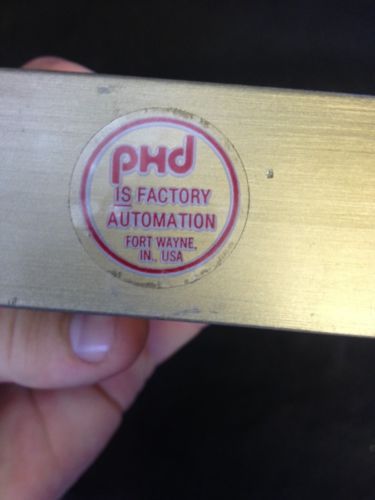 PHD
IS FACTORY
AUTOMATION
FORT WAYNE,
IN., USA